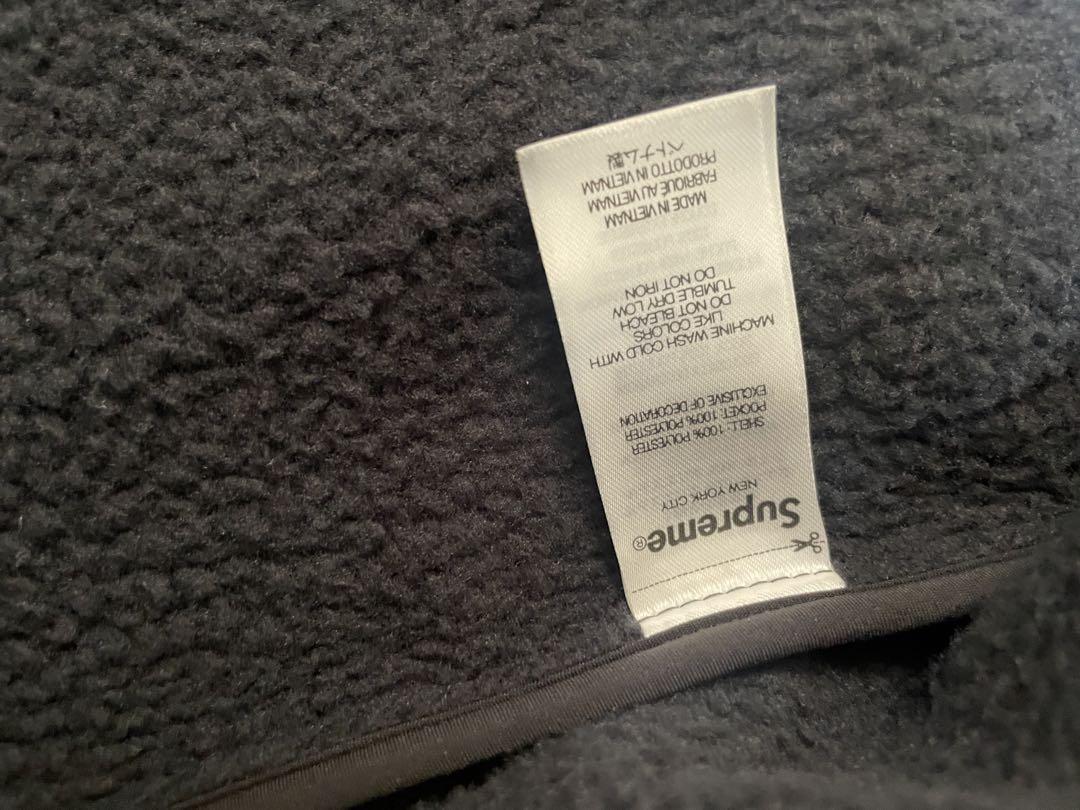 Supreme®
NEW YORK CITY
SHELL: 100% POLYESTER
POCKET 100% POLYESTER
EXCLUSIVE OF DECORATION
MACHINE WASH COLD WITH
LIKE COLORS
DO NOT BLEACH
TUMBLE DRY LOW
DO NOT IRON
MADE IN VIETNAM
FABRIQUE AU VIETNAM
PRODOTTO IN VIETNAM
ベトナム製